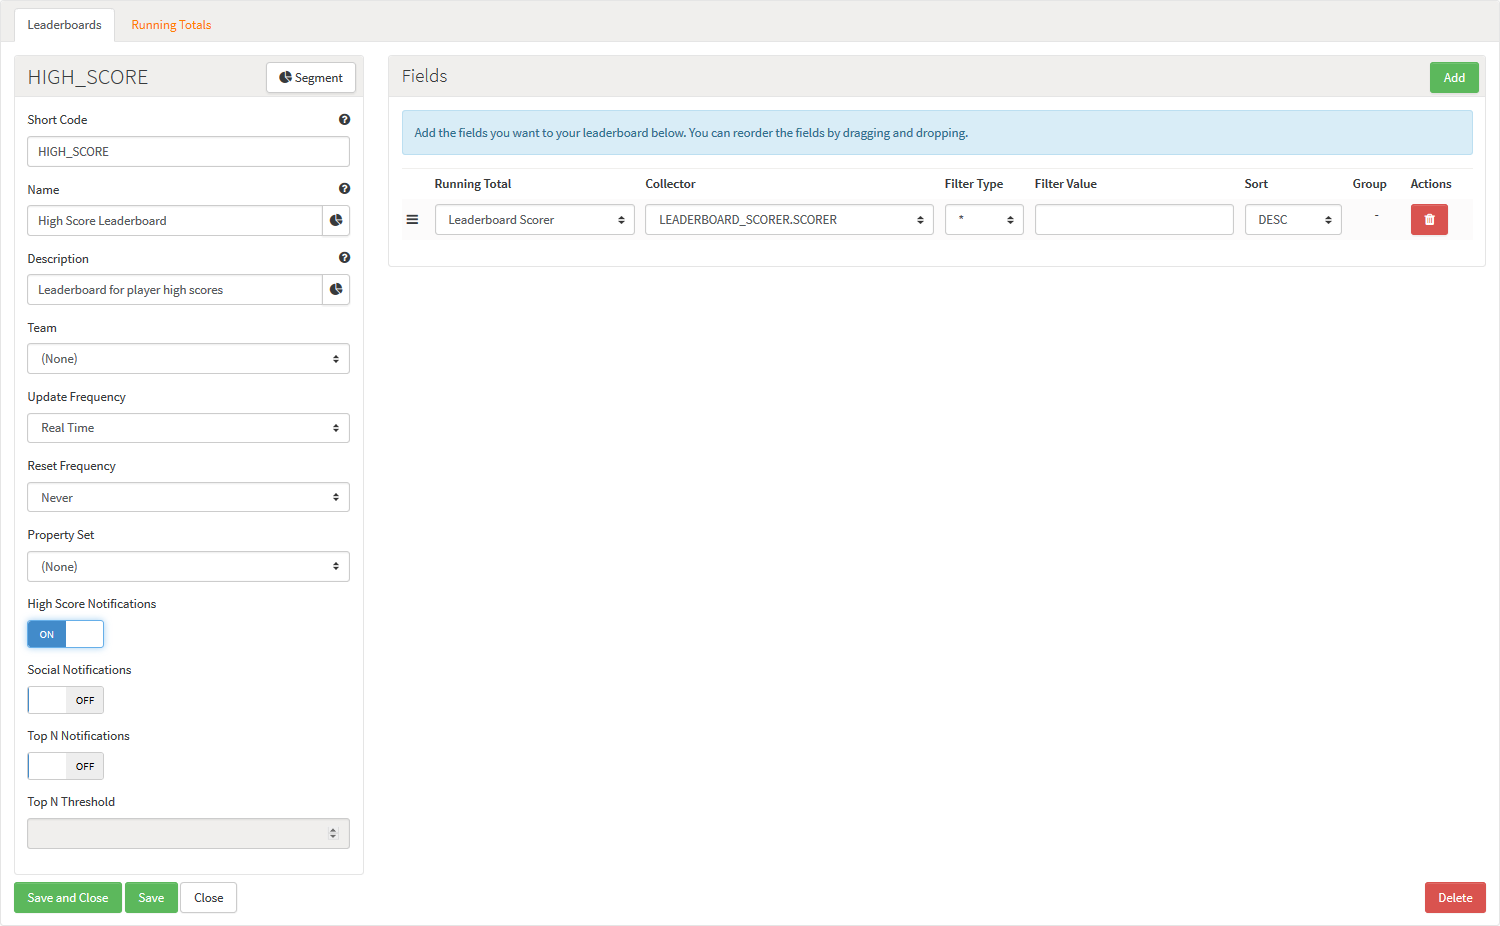 Leaderboards Running Totals
HIGH_SCORE
Segment
Short Code
HIGH_SCORE
Name
High Score Leaderboard
Description
Leaderboard for player high scores
Team
(None)
Update Frequency
Real Time
Reset Frequency
Never
Property Set
(None)
High Score Notifications
ON
Social Notifications
OFF
Top N Notifications
OFF
Top N Threshold
Fields
Add
Add the fields you want to your leaderboard below. You can reorder the fields by dragging and dropping.
Running Total Collector Filter Type Filter Value Sort Group Actions
Leaderboard Scorer LEADERBOARD_SCORER.SCORER * DESC -
Save and Close Save Close Delete